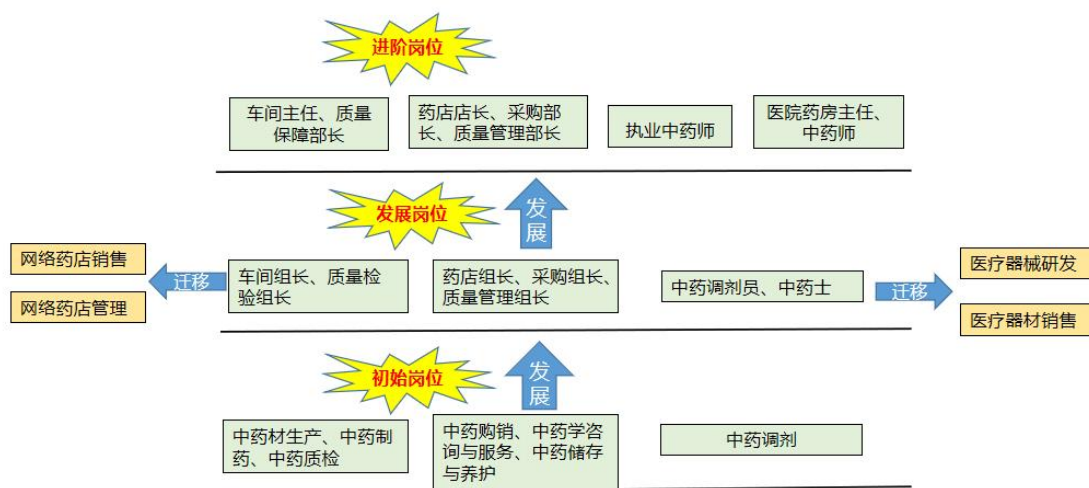 进阶岗位
车间主任、质量
保障部长
药店店长、采购部
长、质量管理部长
执业中药师
医院药房主任、
中药师
发展岗位
发
展
网络药店销售
网络药店管理
迁移
车间组长、质量检
验组长
药店组长、采购组长、
质量管理组长
中药调剂员、中药士
迁移
医疗器械研发
医疗器材销售
初始岗位
发
展
中药材生产、中药制
药、中药质检
中药购销、中药学咨
询与服务、中药储存
与养护
中药调剂